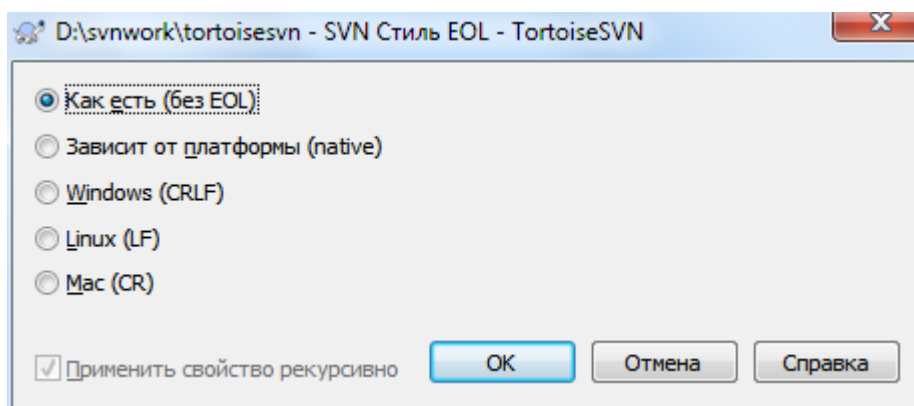 D:\svnwork\tortoisesvn - SVN Стиль EOL - TortoiseSVN
Как есть (без EOL)
Зависит от платформы (native)
Windows (CRLF)
Linux (LF)
Mac (CR)
Применить свойство рекурсивно OK Отмена Справка